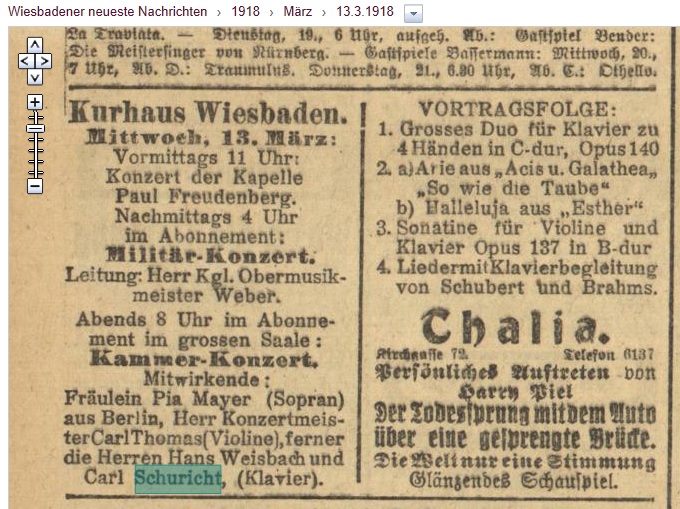 Wiesbadener neueste Nachrichten › 1918 › März › 13.3.1918
La Traviata. — Dienstag, 19., 6 Uhr, aufgeh. Ab.: Gastspiel Bender:
Die Meistersinger von Nürnberg. — Gastspiele Bassermann: Mittwoch, 20.,
7 Uhr, Ab. D.: Traumulus. Donnerstag, 21., 6.30 Uhr, Ab. C.: Othello.
Kurhaus Wiesbaden.
Mittwoch, 13. März:
Vormittags 11 Uhr:
Konzert der Kapelle
Paul Freudenberg.
Nachmittags 4 Uhr
im Abonnement:
Militär-Konzert.
Leitung: Herr Kgl. Obermusik-
meister Weber.
Abends 8 Uhr im Abonne-
ment im grossen Saale:
Kammer-Konzert.
Mitwirkende:
Fräulein Pia Mayer (Sopran)
aus Berlin, Herr Konzertmeis-
ter Carl Thomas (Violine), ferner
die Herren Hans Weisbach und
Carl Schuricht, (Klavier).
VORTRAGSFOLGE:
1. Grosses Duo für Klavier zu
4 Händen in C-dur, Opus 140
2. a) Arie aus „Acis u. Galathea„
„So wie die Taube“
b) Halleluja aus „Esther“
3. Sonatine für Violine und
Klavier Opus 137 in B-dur
4. Lieder mit Klavierbegleitung
von Schubert und Brahms.
Thalia.
Kirchgasse 72. Telefon 6137
Persönliches Auftreten von
Harry Piel
Der Todessprung mit dem Auto
über eine gesprengte Brücke.
Die Welt nur eine Stimmung
Glänzendes Schauspiel.